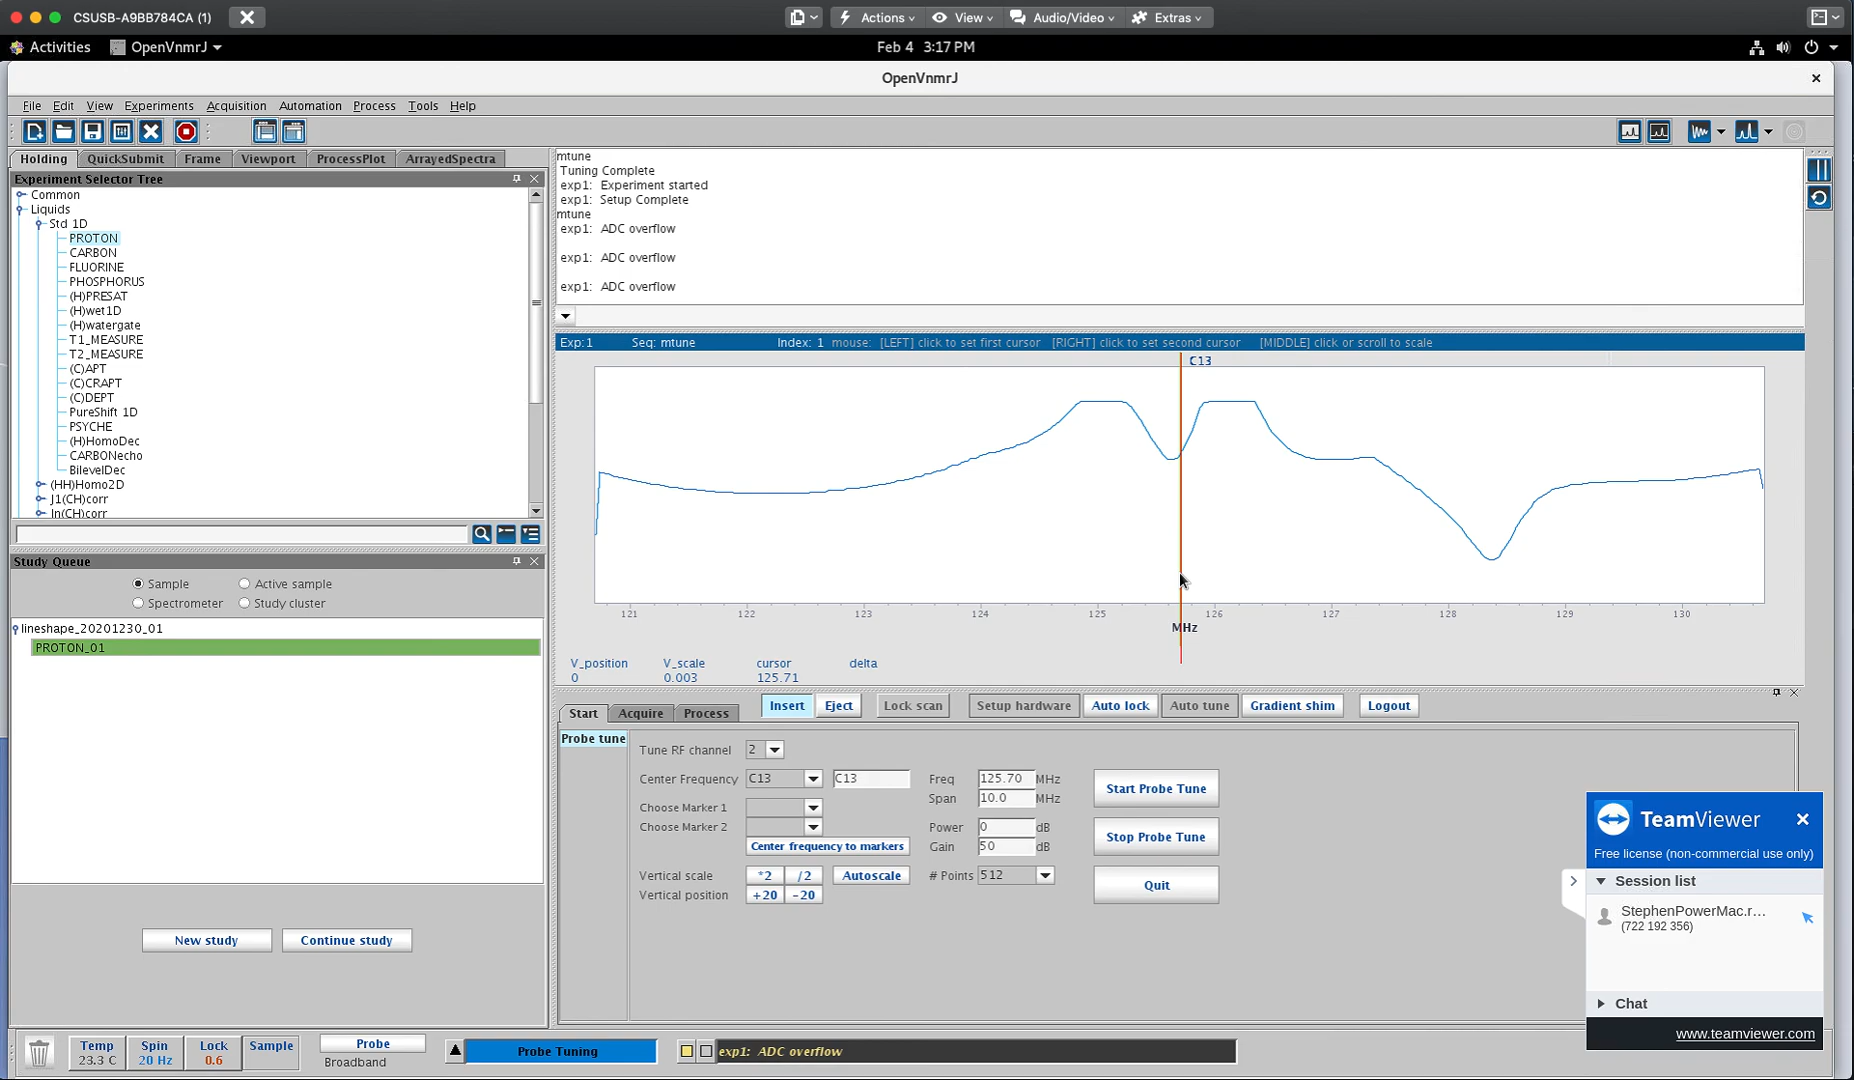 CSUSB-A9BB784CA (1)
Actions
View
Audio/Video
Extras
Activities
OpenVnmrJ
Feb 4 3:17 PM
OpenVnmrJ
File Edit View Experiments Acquisition Automation Process Tools Help
Holding QuickSubmit Frame Viewport ProcessPlot ArrayedSpectra
Experiment Selector Tree
Common
Liquids
Std 1D
PROTON
CARBON
FLUORINE
PHOSPHORUS
(H)PRESAT
(H)wet1D
(H)watergate
T1_MEASURE
T2_MEASURE
(C)APT
(C)CRAPT
(C)DEPT
PureShift 1D
PSYCHE
(H)HomoDec
CARBONecho
BilevelDec
(HH)Homo2D
J1(CH)corr
Jn(CH)corr
Study Queue
Sample Active sample
Spectrometer Study cluster
lineshape_20201230_01
PROTON_01
New study Continue study
mtune
Tuning Complete
exp1: Experiment started
exp1: Setup Complete
mtune
exp1: ADC overflow
exp1: ADC overflow
exp1: ADC overflow
Exp:1 Seq: mtune Index: 1 mouse: [LEFT] click to set first cursor [RIGHT] click to set second cursor [MIDDLE] click or scroll to scale
C13
121 122 123 124 125 126 127 128 129 130
MHz
V_position V_scale cursor delta
0 0.003 125.71
Start Acquire Process Insert Eject Lock scan Setup hardware Auto lock Auto tune Gradient shim Logout
Probe tune
Tune RF channel 2
Center Frequency C13 C13 Freq 125.70 MHz
Span 10.0 MHz
Start Probe Tune
Choose Marker 1
Choose Marker 2 Power 0 dB
Center frequency to markers Gain 50 dB
Stop Probe Tune
Vertical scale *2 /2 Autoscale # Points 512
Vertical position +20 -20
Quit
TeamViewer
Free license (non-commercial use only)
Session list
StephenPowerMac.r...
(722 192 356)
Chat
www.teamviewer.com
Temp Spin Lock Sample Probe
23.3 C 20 Hz 0.6 Broadband
Probe Tuning
exp1: ADC overflow